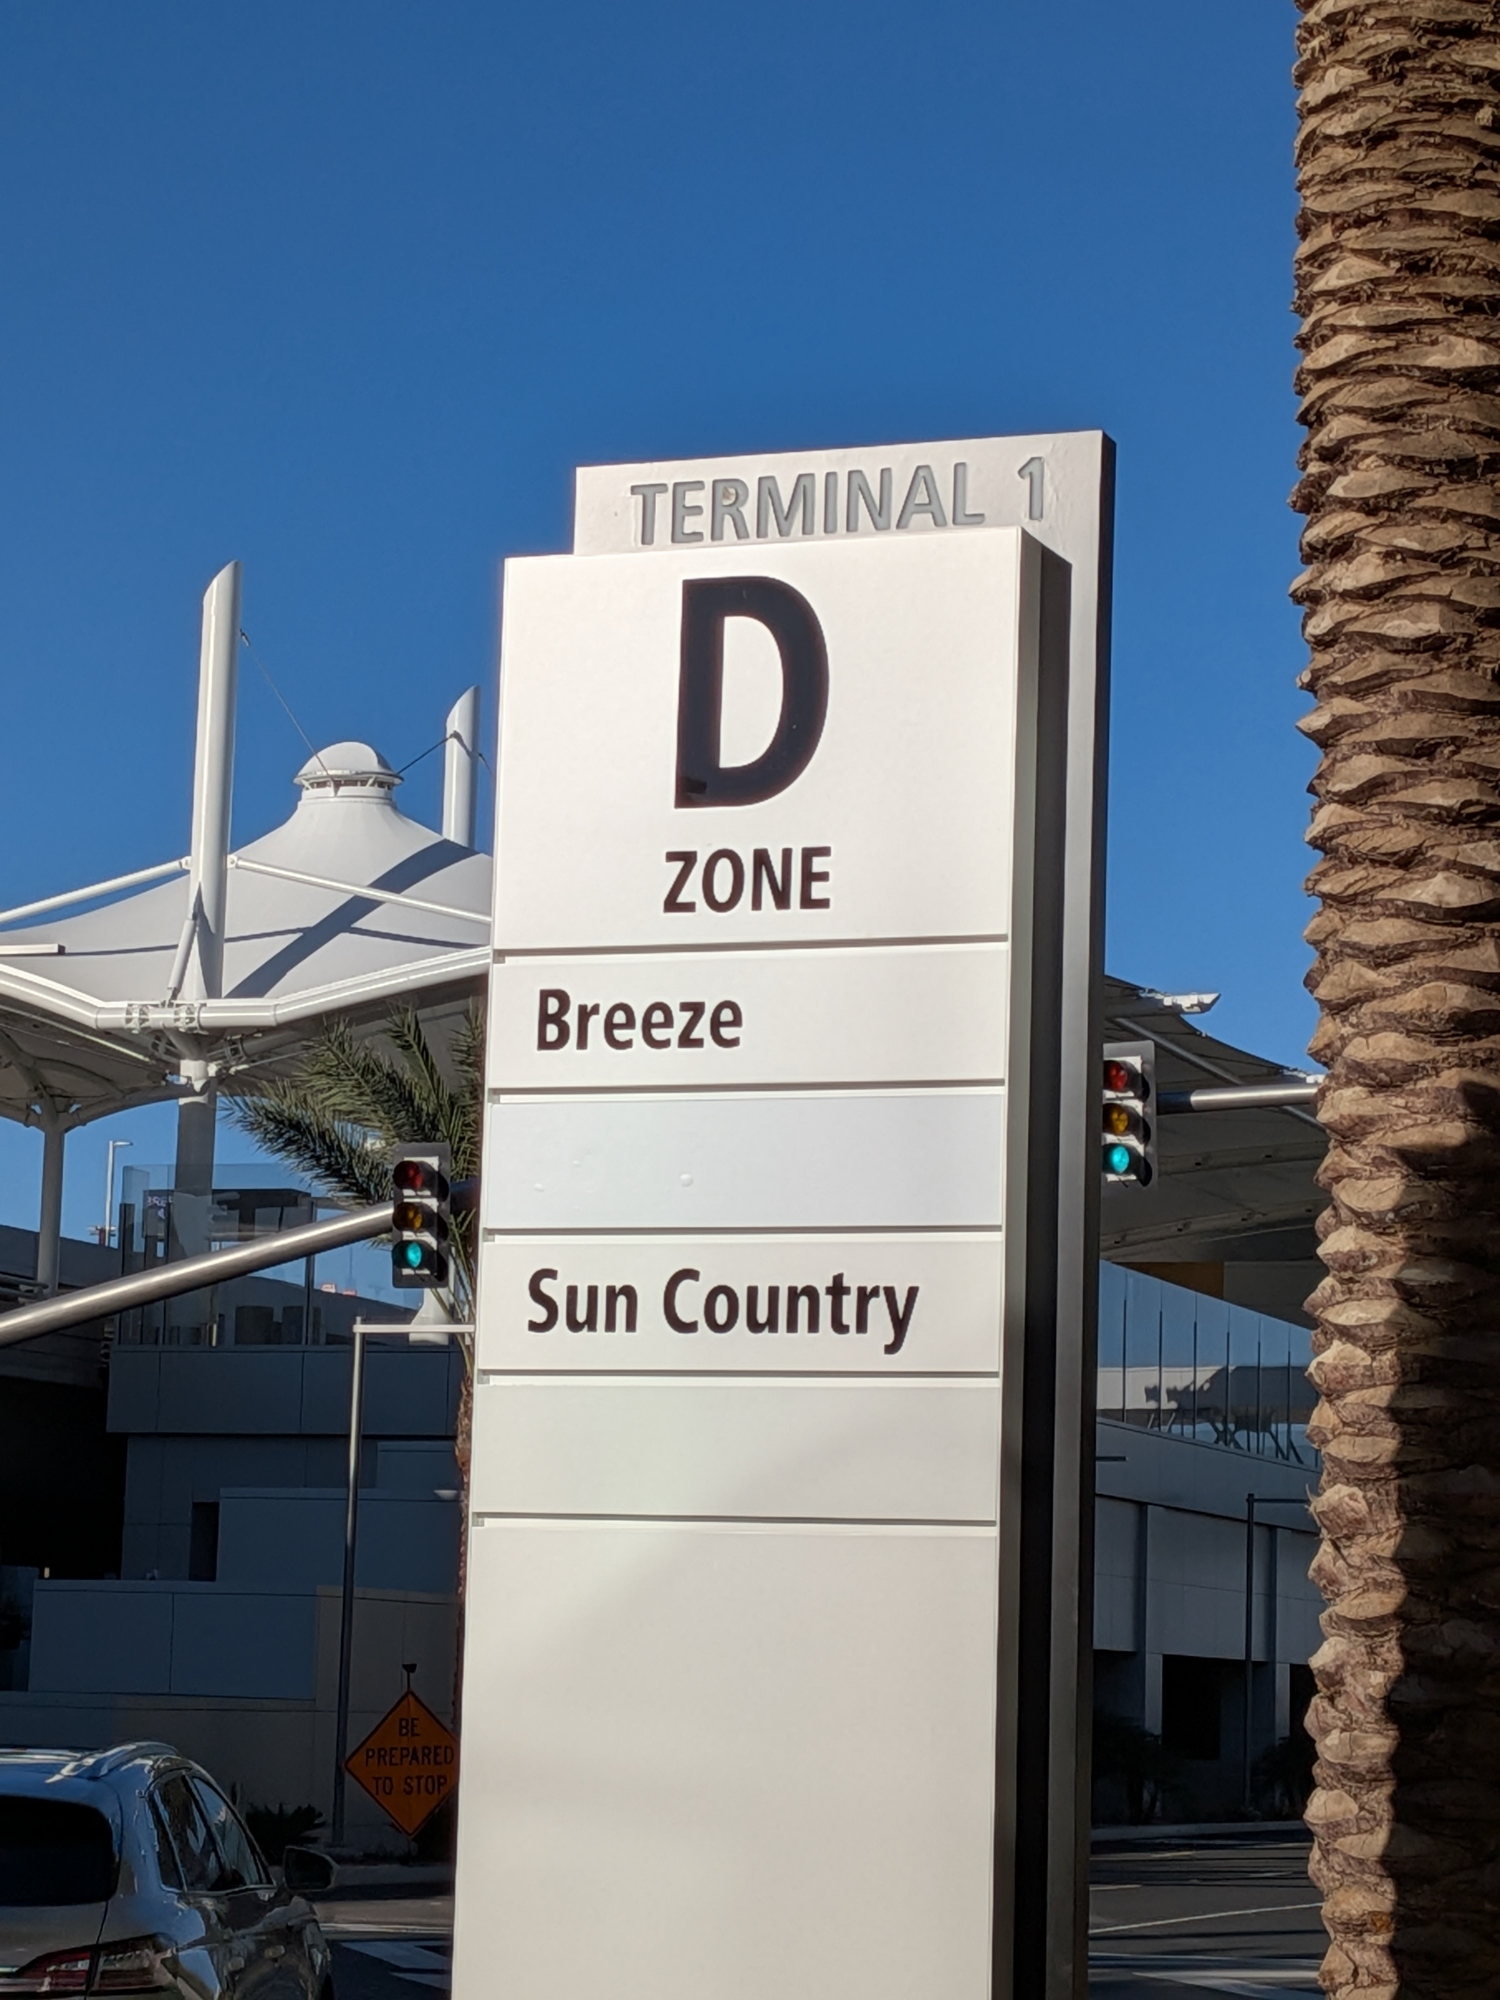 TERMINAL 1
D
ZONE
Breeze
Sun Country
BE
PREPARED
TO STOP